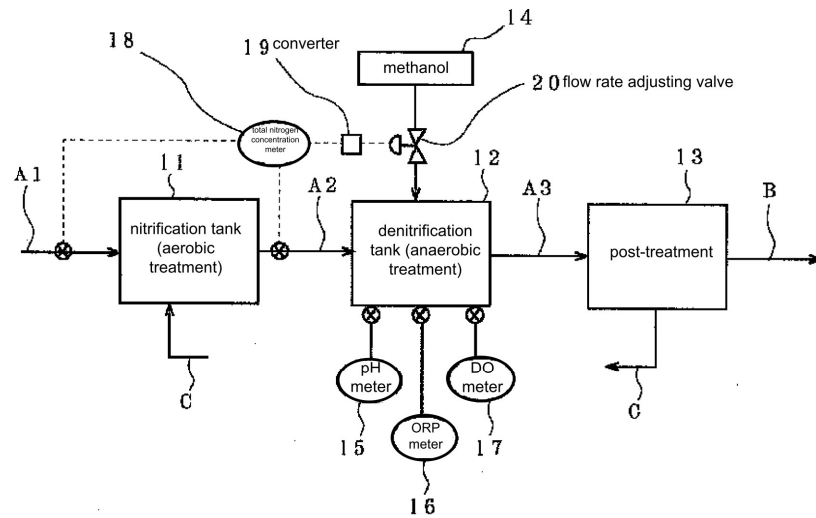 14
18
19 converter
methanol
20 flow rate adjusting valve
total nitrogen
concentration
meter
11
12
13
A1
A2
A3
B
nitrification tank
(aerobic
treatment)
denitrification
tank (anaerobic
treatment)
post-treatment
C
pH
meter
DO
meter
C
15
ORP
meter
17
16